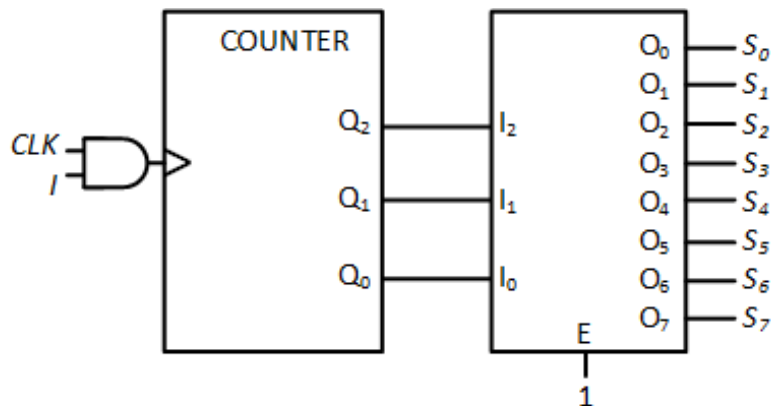 COUNTER
CLK
I
Q₂
Q₁
Q₀
I₂
I₁
I₀
E
1
O₀ S₀
O₁ S₁
O₂ S₂
O₃ S₃
O₄ S₄
O₅ S₅
O₆ S₆
O₇ S₇